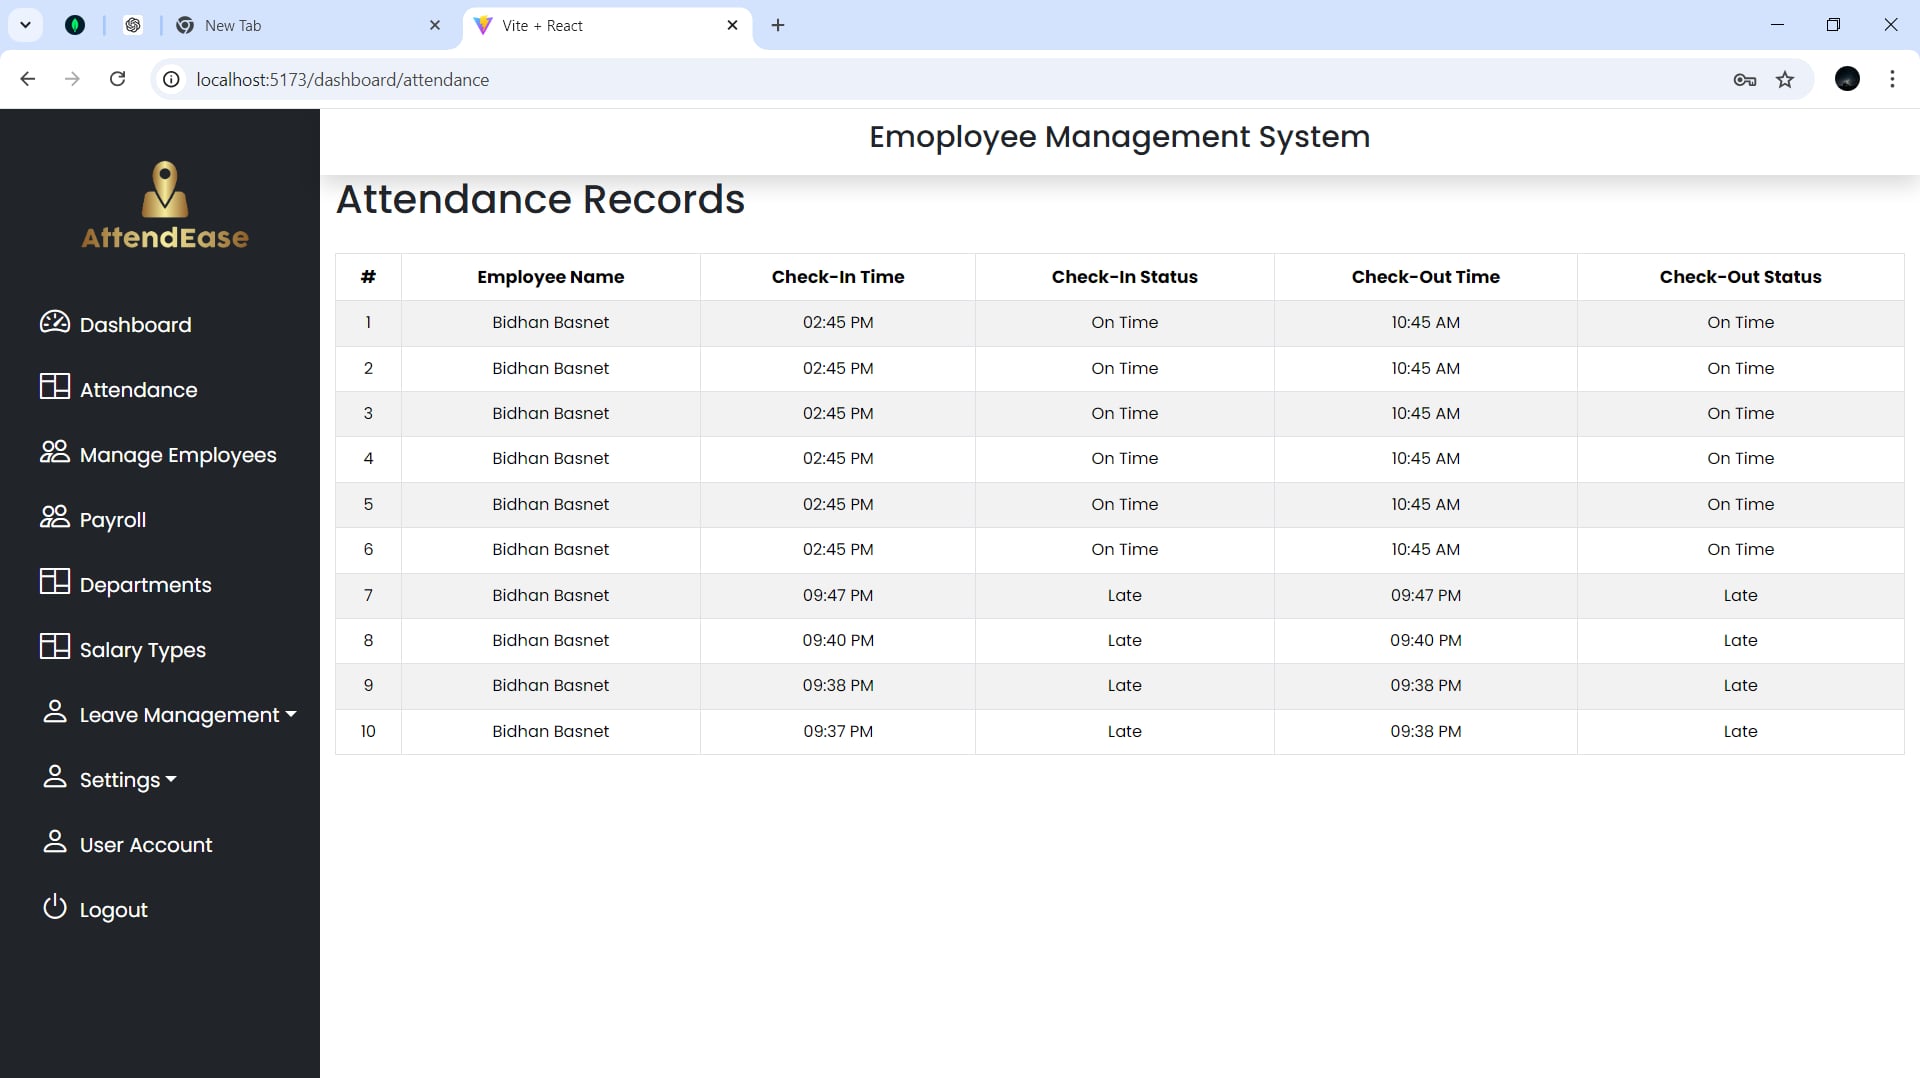 New Tab
Vite + React
localhost:5173/dashboard/attendance
AttendEase
Dashboard
Attendance
Manage Employees
Payroll
Departments
Salary Types
Leave Management
Settings
User Account
Logout
Emoployee Management System
Attendance Records
# Employee Name Check-In Time Check-In Status Check-Out Time Check-Out Status
1 Bidhan Basnet 02:45 PM On Time 10:45 AM On Time
2 Bidhan Basnet 02:45 PM On Time 10:45 AM On Time
3 Bidhan Basnet 02:45 PM On Time 10:45 AM On Time
4 Bidhan Basnet 02:45 PM On Time 10:45 AM On Time
5 Bidhan Basnet 02:45 PM On Time 10:45 AM On Time
6 Bidhan Basnet 02:45 PM On Time 10:45 AM On Time
7 Bidhan Basnet 09:47 PM Late 09:47 PM Late
8 Bidhan Basnet 09:40 PM Late 09:40 PM Late
9 Bidhan Basnet 09:38 PM Late 09:38 PM Late
10 Bidhan Basnet 09:37 PM Late 09:38 PM Late